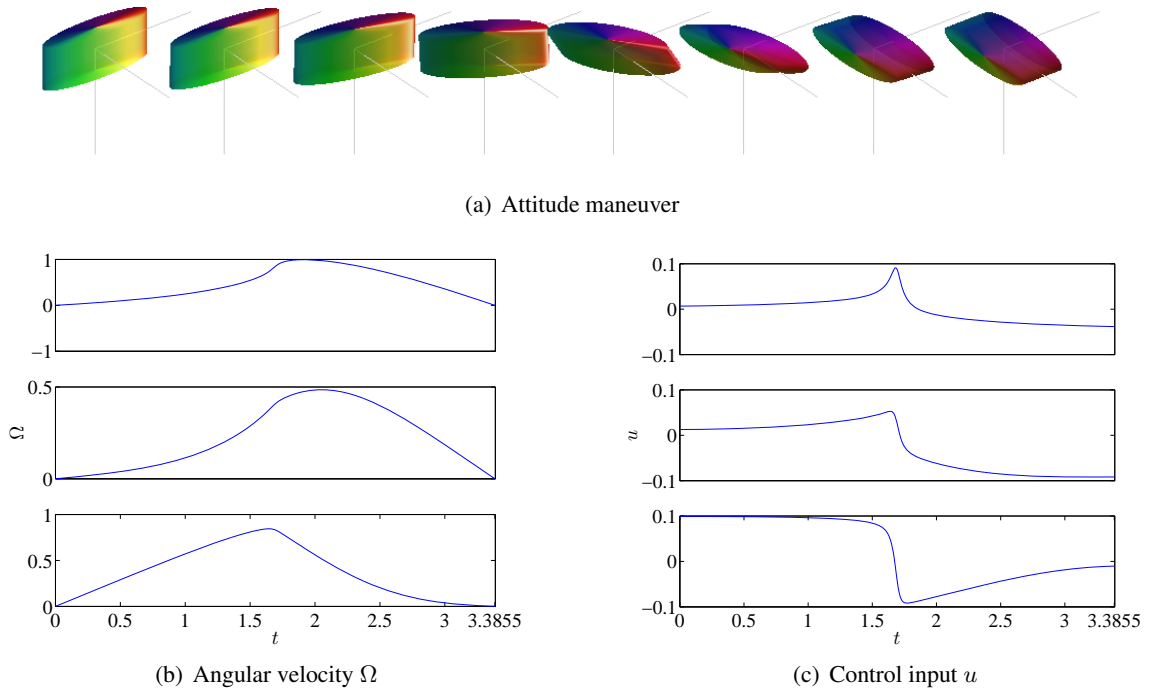 (a) Attitude maneuver
1
0
−1
0.5
Ω
0
1
0.5
0
0 0.5 1 1.5 2 2.5 3 3.3855
t
(b) Angular velocity Ω
0.1
0
−0.1
0.1
u 0
−0.1
0.1
0
−0.1
0 0.5 1 1.5 2 2.5 3 3.3855
t
(c) Control input u